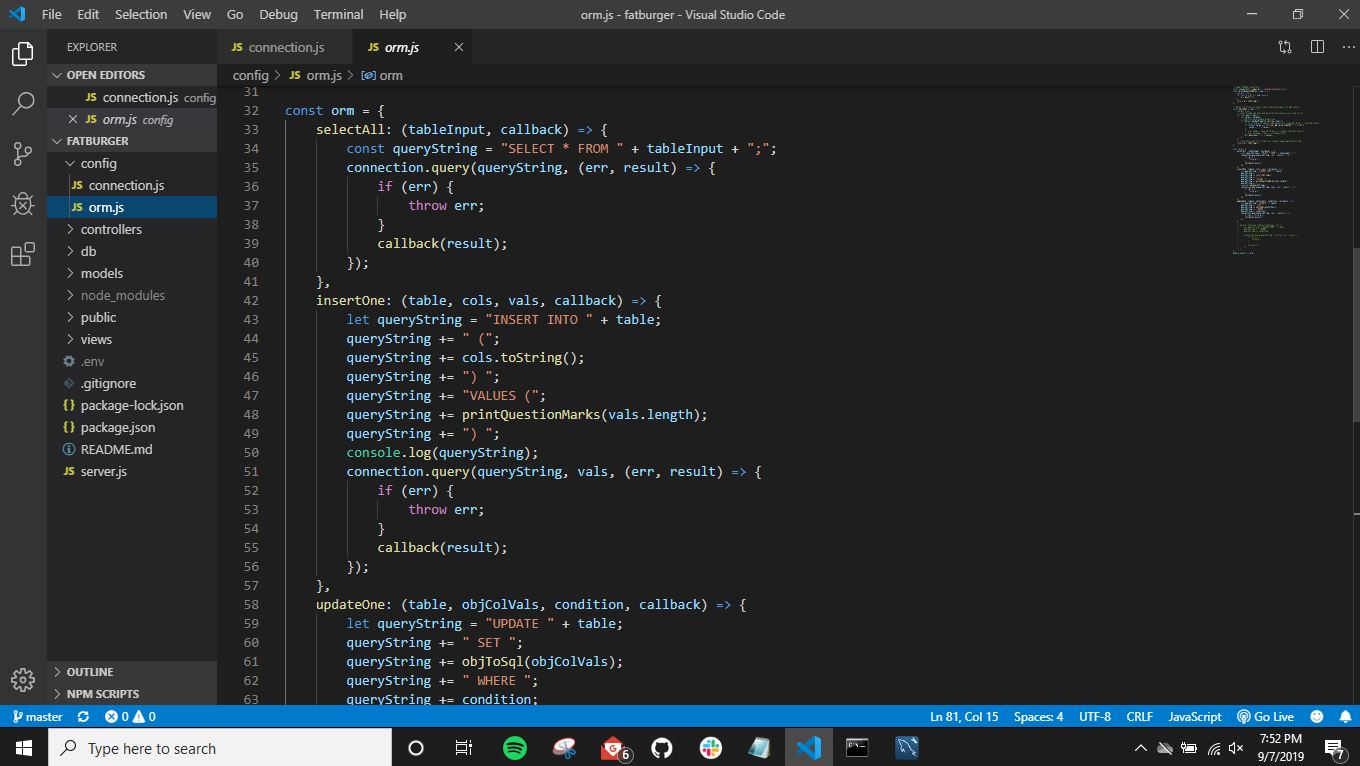 File Edit Selection View Go Debug Terminal Help
orm.js - fatburger - Visual Studio Code
EXPLORER
OPEN EDITORS
JS connection.js config
JS orm.js config
FATBURGER
config
JS connection.js
JS orm.js
controllers
db
models
node_modules
public
views
.env
.gitignore
{} package-lock.json
{} package.json
README.md
JS server.js
OUTLINE
NPM SCRIPTS
JS connection.js
JS orm.js
config > JS orm.js > orm
31
32 const orm = {
33 selectAll: (tableInput, callback) => {
34 const queryString = "SELECT * FROM " + tableInput + ";";
35 connection.query(queryString, (err, result) => {
36 if (err) {
37 throw err;
38 }
39 callback(result);
40 });
41 },
42 insertOne: (table, cols, vals, callback) => {
43 let queryString = "INSERT INTO " + table;
44 queryString += " (";
45 queryString += cols.toString();
46 queryString += ") ";
47 queryString += "VALUES (";
48 queryString += printQuestionMarks(vals.length);
49 queryString += ") ";
50 console.log(queryString);
51 connection.query(queryString, vals, (err, result) => {
52 if (err) {
53 throw err;
54 }
55 callback(result);
56 });
57 },
58 updateOne: (table, objColVals, condition, callback) => {
59 let queryString = "UPDATE " + table;
60 queryString += " SET ";
61 queryString += objToSql(objColVals);
62 queryString += " WHERE ";
63 queryString += condition;
master 0 0
Ln 81, Col 15 Spaces: 4 UTF-8 CRLF JavaScript Go Live
Type here to search
6
7:52 PM
9/7/2019
7